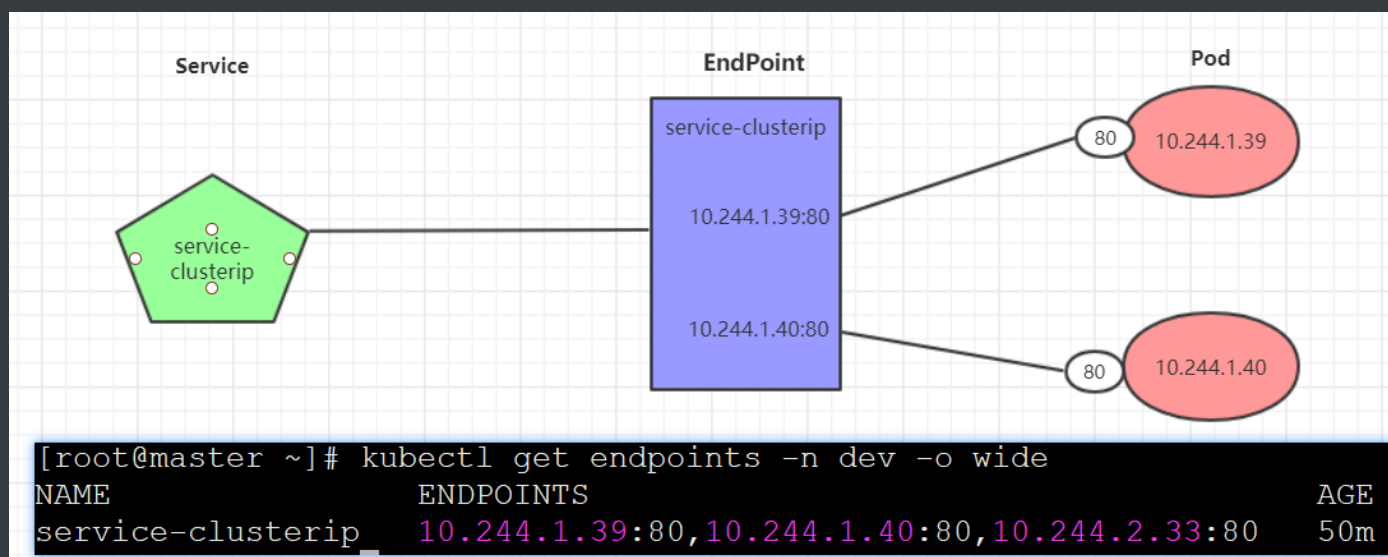 Service
EndPoint
Pod
service-
clusterip
service-clusterip
10.244.1.39:80
10.244.1.40:80
80
10.244.1.39
80
10.244.1.40
[root@master ~]# kubectl get endpoints -n dev -o wide
NAME ENDPOINTS AGE
service-clusterip 10.244.1.39:80,10.244.1.40:80,10.244.2.33:80 50m